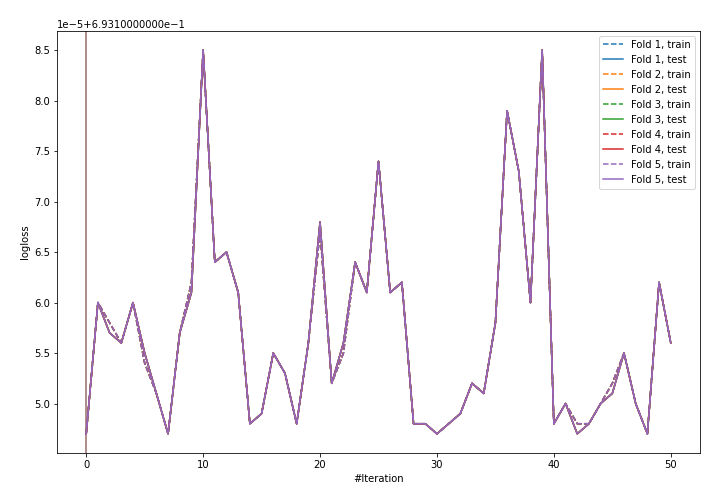 1e−5+6.9310000000e−1
8.5
8.0
7.5
7.0
6.5
6.0
5.5
5.0
logloss
0
10
20
30
40
50
#Iteration
Fold 1, train
Fold 1, test
Fold 2, train
Fold 2, test
Fold 3, train
Fold 3, test
Fold 4, train
Fold 4, test
Fold 5, train
Fold 5, test